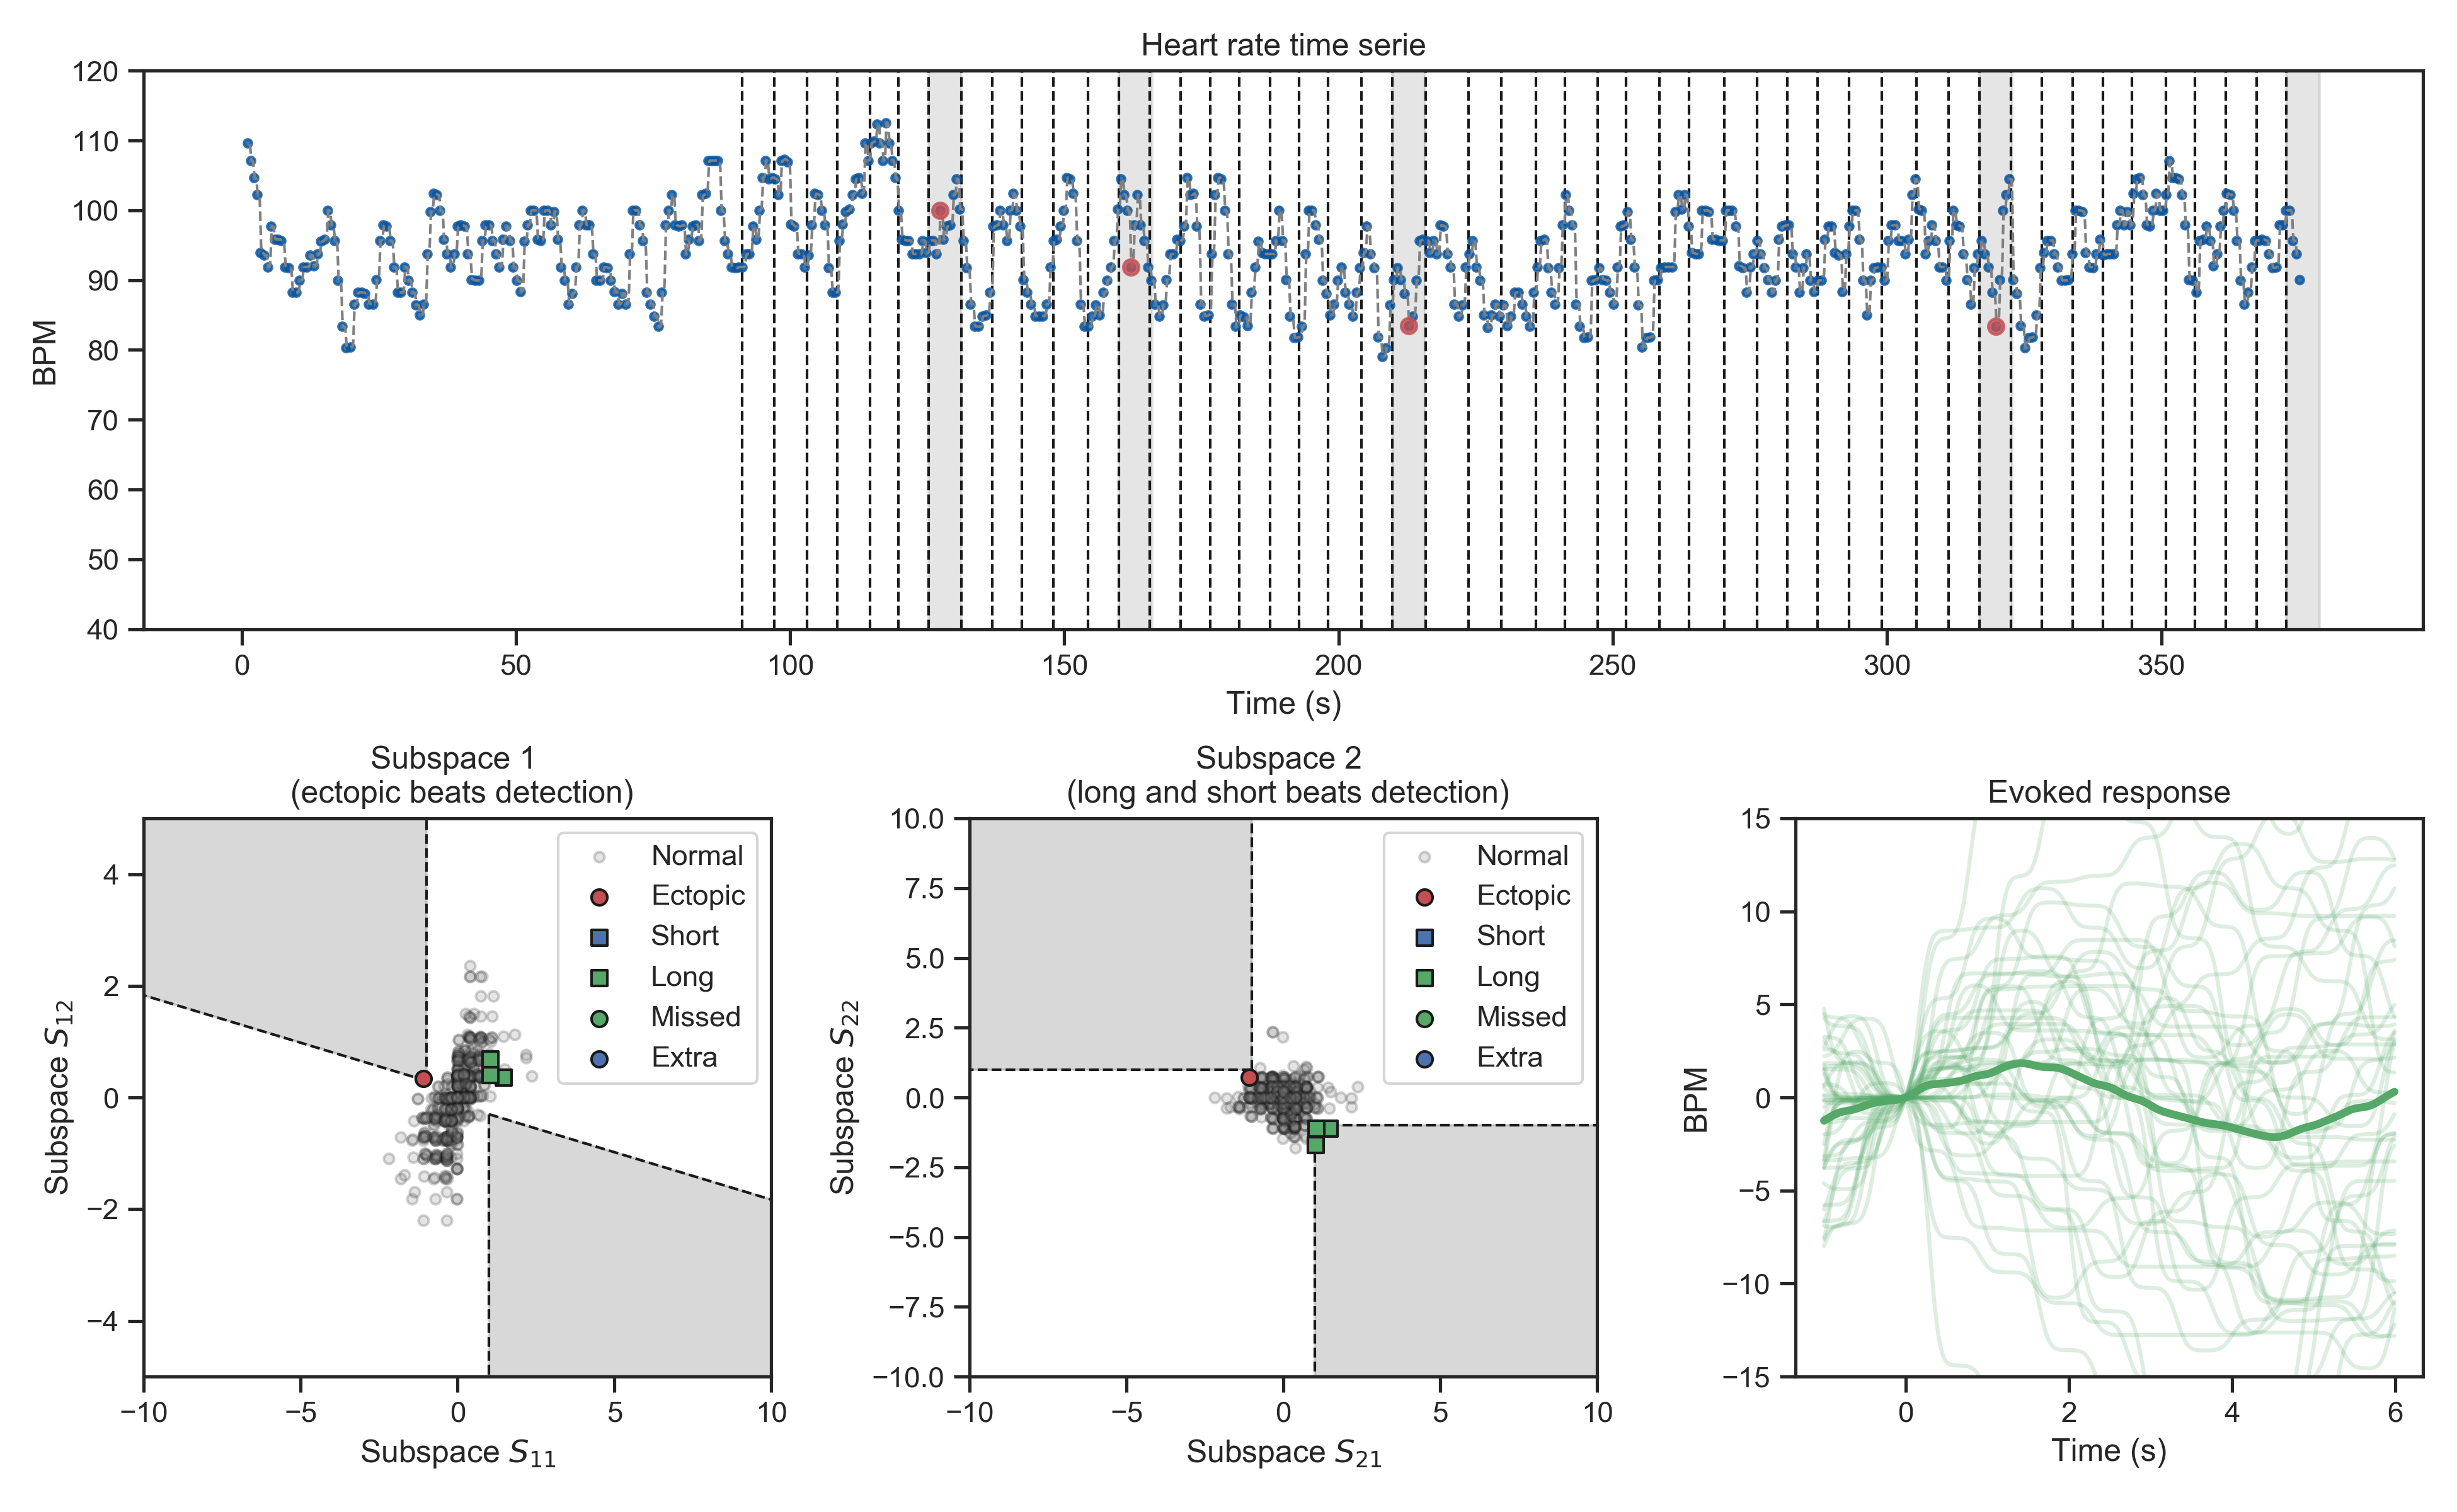 Heart rate time serie
120
110
100
90
80
70
60
50
40
BPM
0 50 100 150 200 250 300 350
Time (s)
Subspace 1
(ectopic beats detection)
4
2
0
−2
−4
Subspace S12
Normal
Ectopic
Short
Long
Missed
Extra
−10 −5 0 5 10
Subspace S11
Subspace 2
(long and short beats detection)
10.0
7.5
5.0
2.5
0.0
−2.5
−5.0
−7.5
−10.0
Subspace S22
Normal
Ectopic
Short
Long
Missed
Extra
−10 −5 0 5 10
Subspace S21
Evoked response
15
10
5
0
−5
−10
−15
BPM
0 2 4 6
Time (s)